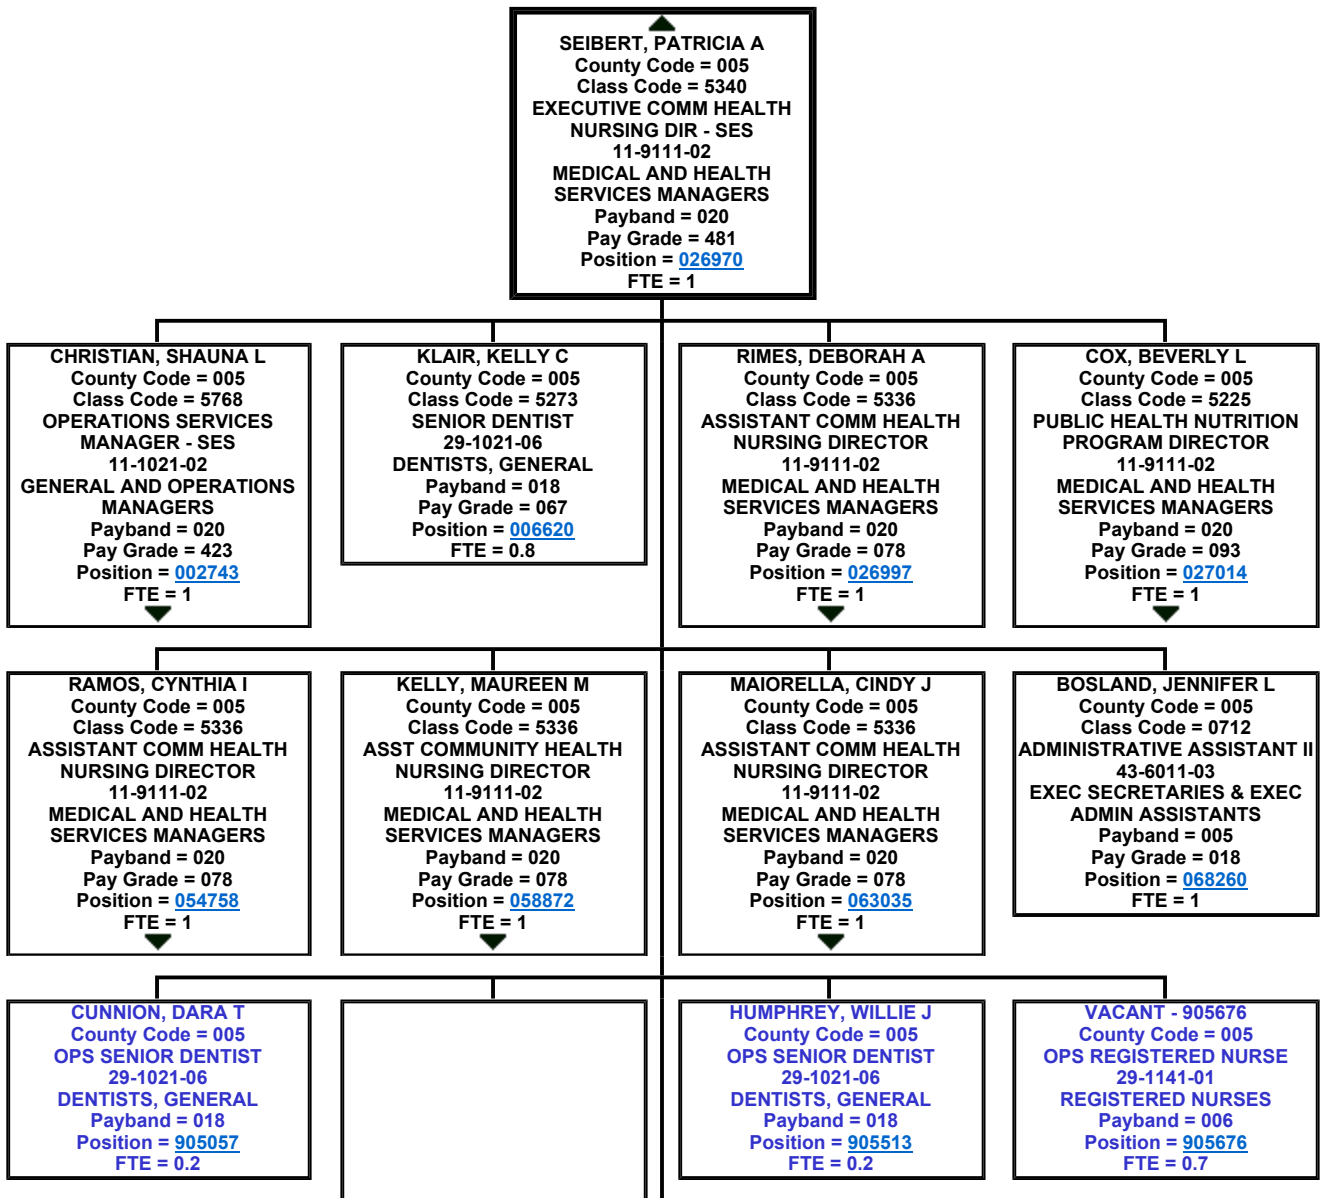 SEIBERT, PATRICIA A
County Code = 005
Class Code = 5340
EXECUTIVE COMM HEALTH
NURSING DIR - SES
11-9111-02
MEDICAL AND HEALTH
SERVICES MANAGERS
Payband = 020
Pay Grade = 481
Position = 026970
FTE = 1
CHRISTIAN, SHAUNA L
County Code = 005
Class Code = 5768
OPERATIONS SERVICES
MANAGER - SES
11-1021-02
GENERAL AND OPERATIONS
MANAGERS
Payband = 020
Pay Grade = 423
Position = 002743
FTE = 1
KLAIR, KELLY C
County Code = 005
Class Code = 5273
SENIOR DENTIST
29-1021-06
DENTISTS, GENERAL
Payband = 018
Pay Grade = 067
Position = 006620
FTE = 0.8
RIMES, DEBORAH A
County Code = 005
Class Code = 5336
ASSISTANT COMM HEALTH
NURSING DIRECTOR
11-9111-02
MEDICAL AND HEALTH
SERVICES MANAGERS
Payband = 020
Pay Grade = 078
Position = 026997
FTE = 1
COX, BEVERLY L
County Code = 005
Class Code = 5225
PUBLIC HEALTH NUTRITION
PROGRAM DIRECTOR
11-9111-02
MEDICAL AND HEALTH
SERVICES MANAGERS
Payband = 020
Pay Grade = 093
Position = 027014
FTE = 1
RAMOS, CYNTHIA I
County Code = 005
Class Code = 5336
ASSISTANT COMM HEALTH
NURSING DIRECTOR
11-9111-02
MEDICAL AND HEALTH
SERVICES MANAGERS
Payband = 020
Pay Grade = 078
Position = 054758
FTE = 1
KELLY, MAUREEN M
County Code = 005
Class Code = 5336
ASST COMMUNITY HEALTH
NURSING DIRECTOR
11-9111-02
MEDICAL AND HEALTH
SERVICES MANAGERS
Payband = 020
Pay Grade = 078
Position = 058872
FTE = 1
MAIORELLA, CINDY J
County Code = 005
Class Code = 5336
ASSISTANT COMM HEALTH
NURSING DIRECTOR
11-9111-02
MEDICAL AND HEALTH
SERVICES MANAGERS
Payband = 020
Pay Grade = 078
Position = 063035
FTE = 1
BOSLAND, JENNIFER L
County Code = 005
Class Code = 0712
ADMINISTRATIVE ASSISTANT II
43-6011-03
EXEC SECRETARIES & EXEC
ADMIN ASSISTANTS
Payband = 005
Pay Grade = 018
Position = 068260
FTE = 1
CUNNION, DARA T
County Code = 005
OPS SENIOR DENTIST
29-1021-06
DENTISTS, GENERAL
Payband = 018
Position = 905057
FTE = 0.2
HUMPHREY, WILLIE J
County Code = 005
OPS SENIOR DENTIST
29-1021-06
DENTISTS, GENERAL
Payband = 018
Position = 905513
FTE = 0.2
VACANT - 905676
County Code = 005
OPS REGISTERED NURSE
29-1141-01
REGISTERED NURSES
Payband = 006
Position = 905676
FTE = 0.7